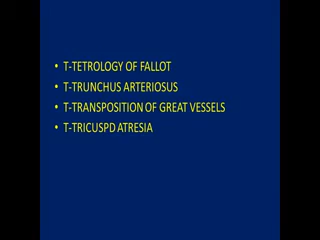 • T-TETROLOGY OF FALLOT
• T-TRUNCHUS ARTERIOSUS
• T-TRANSPOSITION OF GREAT VESSELS
• T-TRICUSPD ATRESIA